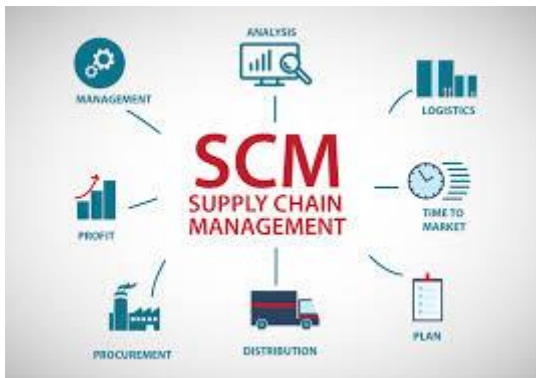 ANALYSIS
MANAGEMENT
LOGISTICS
SCM
SUPPLY CHAIN
MANAGEMENT
PROFIT
TIME TO
MARKET
PROCUREMENT
DISTRIBUTION
PLAN